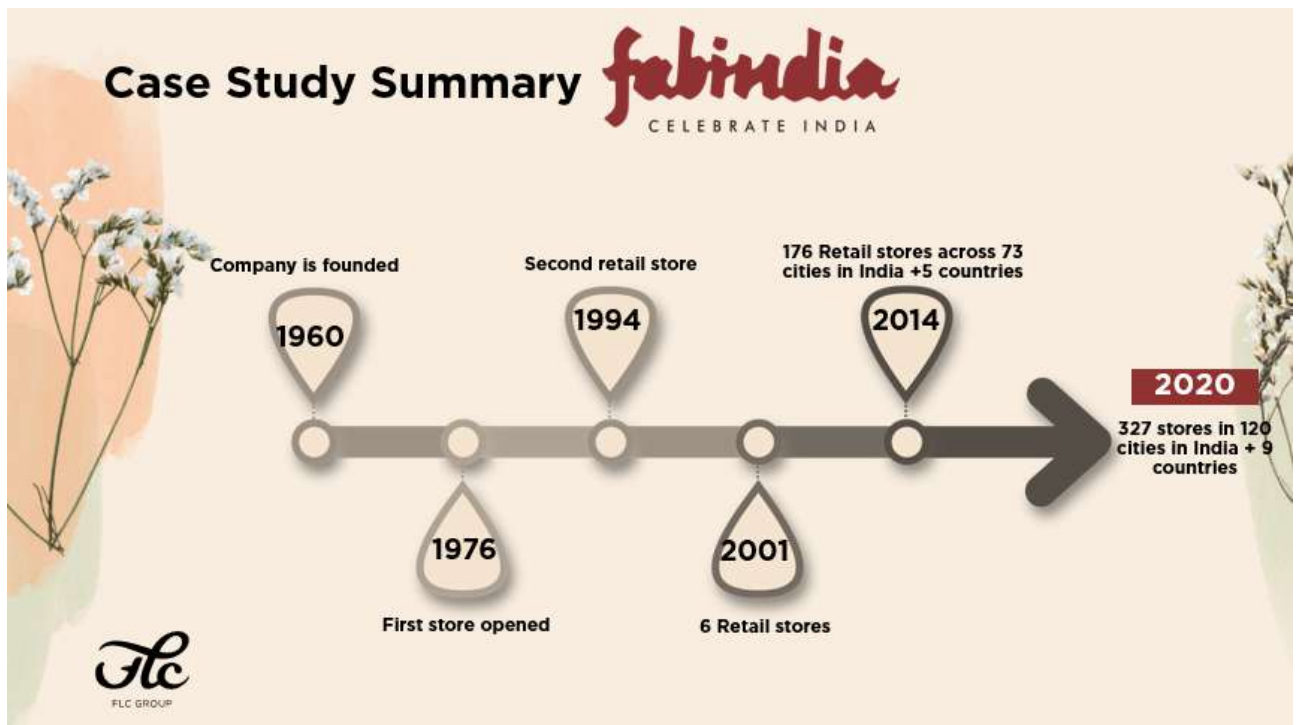 Case Study Summary
fabindia
CELEBRATE INDIA
Company is founded
1960
1976
First store opened
Second retail store
1994
2001
6 Retail stores
176 Retail stores across 73
cities in India +5 countries
2014
2020
327 stores in 120
cities in India + 9
countries
Flc
FLC GROUP